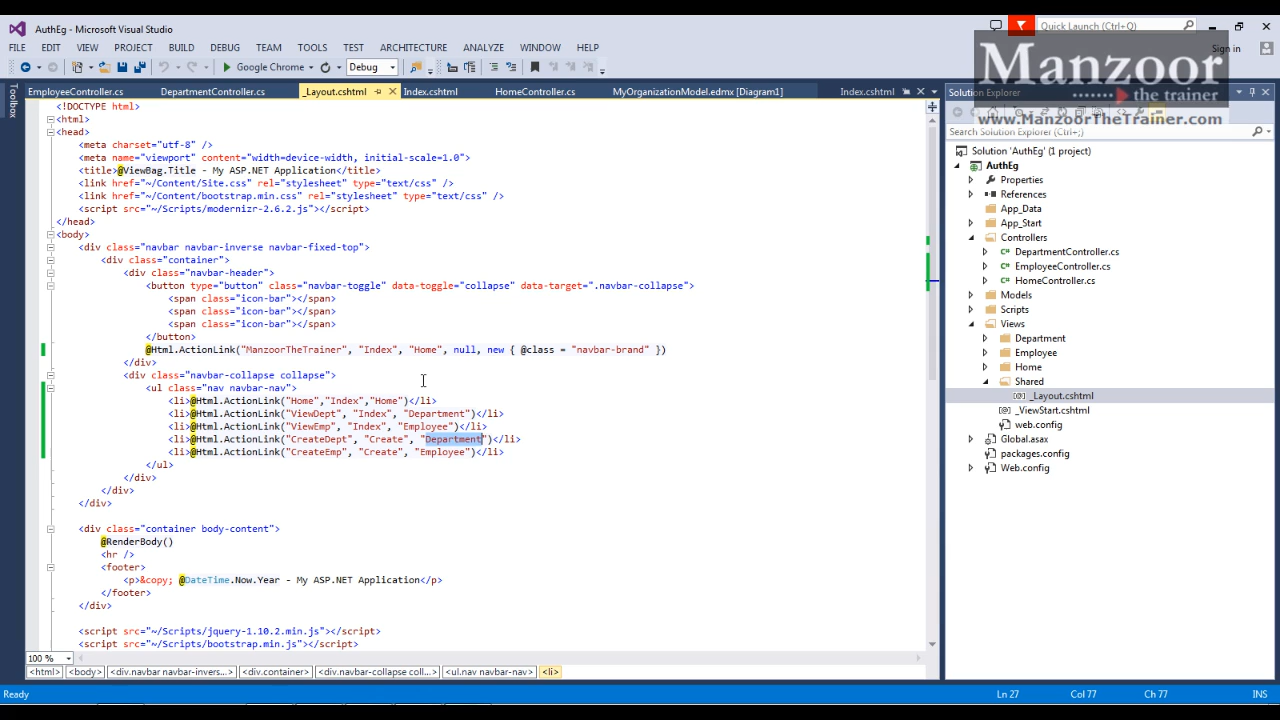 AuthEg - Microsoft Visual Studio
Quick Launch (Ctrl+Q)
FILE EDIT VIEW PROJECT BUILD DEBUG TEAM TOOLS TEST ARCHITECTURE ANALYZE WINDOW HELP
Sign in
Google Chrome Debug
Manzoor
the trainer
www.ManzoorTheTrainer.com
Toolbox
EmployeeController.cs DepartmentController.cs _Layout.cshtml Index.cshtml HomeController.cs MyOrganizationModel.edmx [Diagram1] Index.cshtml
<!DOCTYPE html>
<html>
<head>
<meta charset="utf-8" />
<meta name="viewport" content="width=device-width, initial-scale=1.0">
<title>@ViewBag.Title - My ASP.NET Application</title>
<link href="~/Content/Site.css" rel="stylesheet" type="text/css" />
<link href="~/Content/bootstrap.min.css" rel="stylesheet" type="text/css" />
<script src="~/Scripts/modernizr-2.6.2.js"></script>
</head>
<body>
<div class="navbar navbar-inverse navbar-fixed-top">
<div class="container">
<div class="navbar-header">
<button type="button" class="navbar-toggle" data-toggle="collapse" data-target=".navbar-collapse">
<span class="icon-bar"></span>
<span class="icon-bar"></span>
<span class="icon-bar"></span>
</button>
@Html.ActionLink("ManzoorTheTrainer", "Index", "Home", null, new { @class = "navbar-brand" })
</div>
<div class="navbar-collapse collapse">
<ul class="nav navbar-nav">
<li>@Html.ActionLink("Home","Index","Home")</li>
<li>@Html.ActionLink("ViewDept", "Index", "Department")</li>
<li>@Html.ActionLink("ViewEmp", "Index", "Employee")</li>
<li>@Html.ActionLink("CreateDept", "Create", "Department")</li>
<li>@Html.ActionLink("CreateEmp", "Create", "Employee")</li>
</ul>
</div>
</div>
</div>
<div class="container body-content">
@RenderBody()
<hr />
<footer>
<p>&copy; @DateTime.Now.Year - My ASP.NET Application</p>
</footer>
</div>
<script src="~/Scripts/jquery-1.10.2.min.js"></script>
<script src="~/Scripts/bootstrap.min.js"></script>
100 %
<html> <body> <div.navbar navbar-invers... <div.container> <div.navbar-collapse coll... <ul.nav navbar-nav> <li>
Ready Ln 27 Col 77 Ch 77 INS
Solution Explorer
Search Solution Explorer (Ctrl+;)
Solution 'AuthEg' (1 project)
AuthEg
Properties
References
App_Data
App_Start
Controllers
DepartmentController.cs
EmployeeController.cs
HomeController.cs
Models
Scripts
Views
Department
Employee
Home
Shared
_Layout.cshtml
_ViewStart.cshtml
web.config
Global.asax
packages.config
Web.config